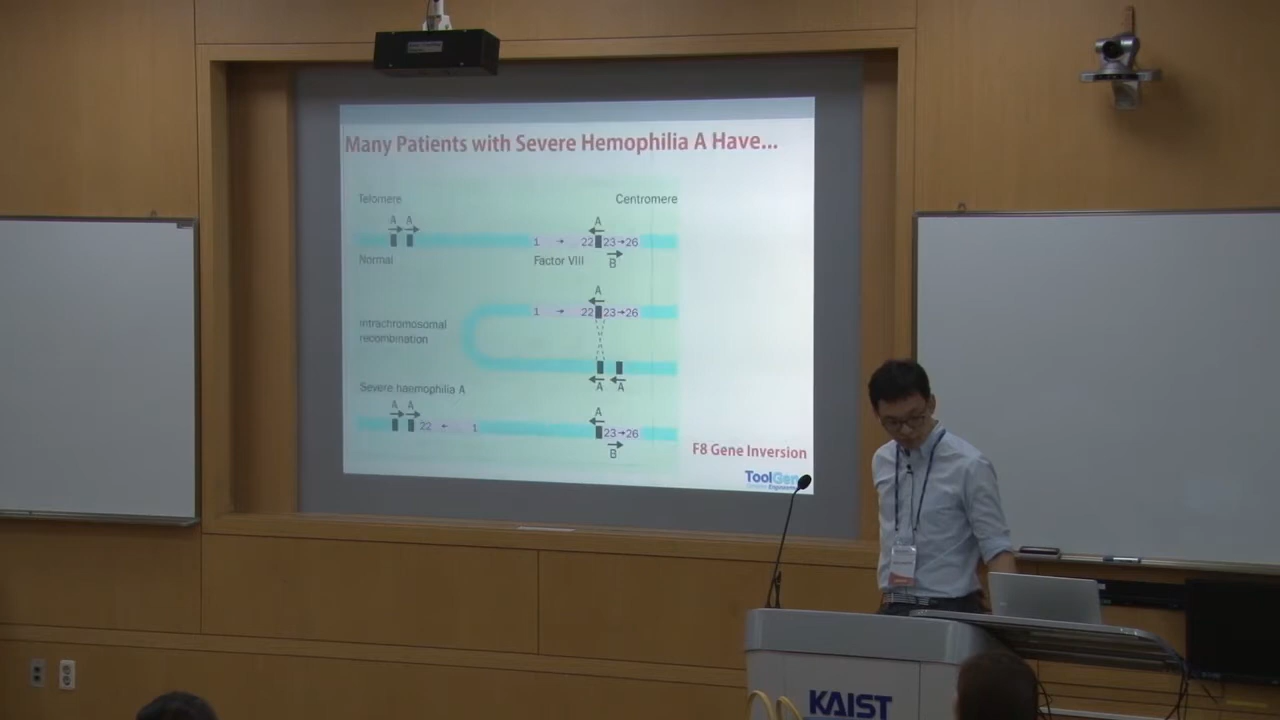 Many Patients with Severe Hemophilia A Have...
Telomere
Centromere
A A
A
1 → 22 23→26
B
Normal
Factor VIII
A
1 → 22 23→26
Intrachromosomal
recombination
A A
Severe haemophilia A
A A
A
22 ← 1
23→26
B
F8 Gene Inversion
ToolGen
KAIST